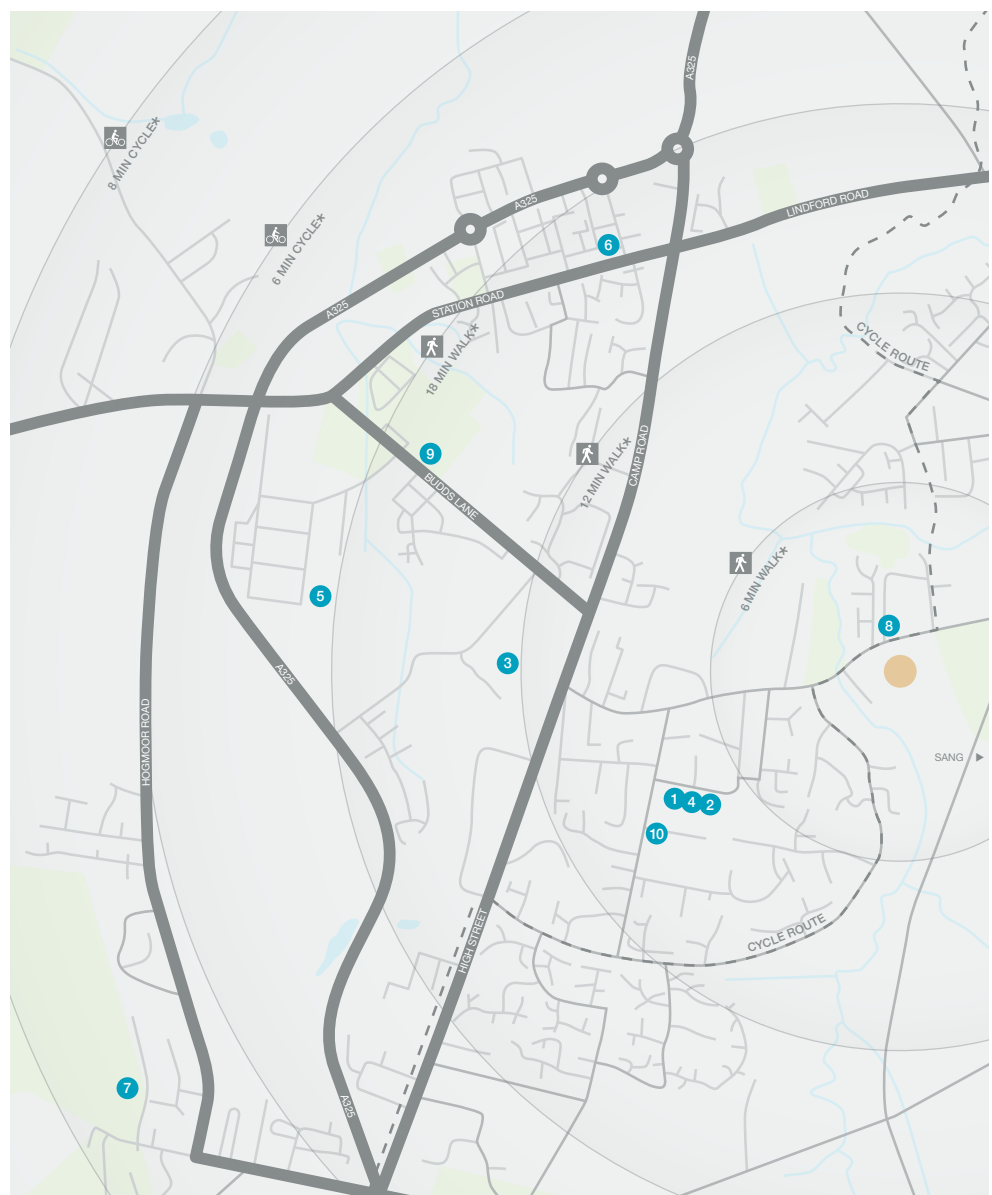 A325
8 MIN CYCLE*
6 MIN CYCLE*
A325
LINDFORD ROAD
6
STATION ROAD
A325
CYCLE ROUTE
18 MIN WALK*
12 MIN WALK*
CAMP ROAD
9
BUDDS LANE
6 MIN WALK*
5
8
3
A325
HOGMOOR ROAD
SANG
1
4
2
10
CYCLE ROUTE
HIGH STREET
7
A325